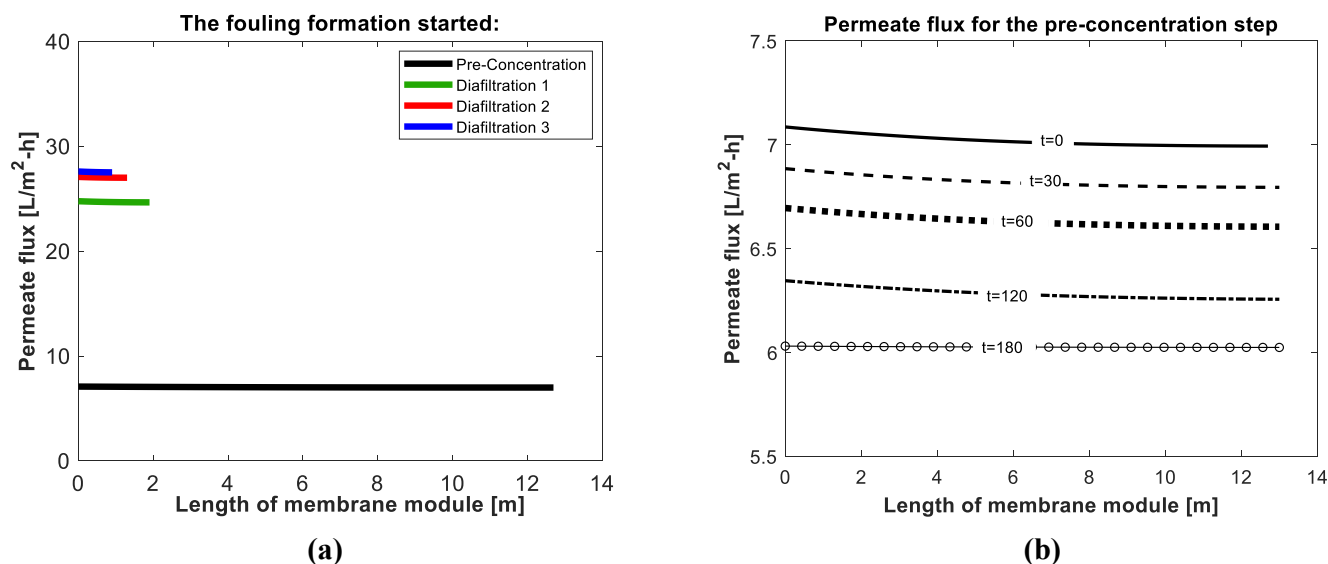 The fouling formation started:
40
30
20
10
0
0 2 4 6 8 10 12 14
Permeate flux [L/m²-h]
Length of membrane module [m]
Pre-Concentration
Diafiltration 1
Diafiltration 2
Diafiltration 3
(a)
Permeate flux for the pre-concentration step
7.5
7
6.5
6
5.5
0 2 4 6 8 10 12 14
Permeate flux [L/m²-h]
Length of membrane module [m]
t=0
t=30
t=60
t=120
t=180
(b)